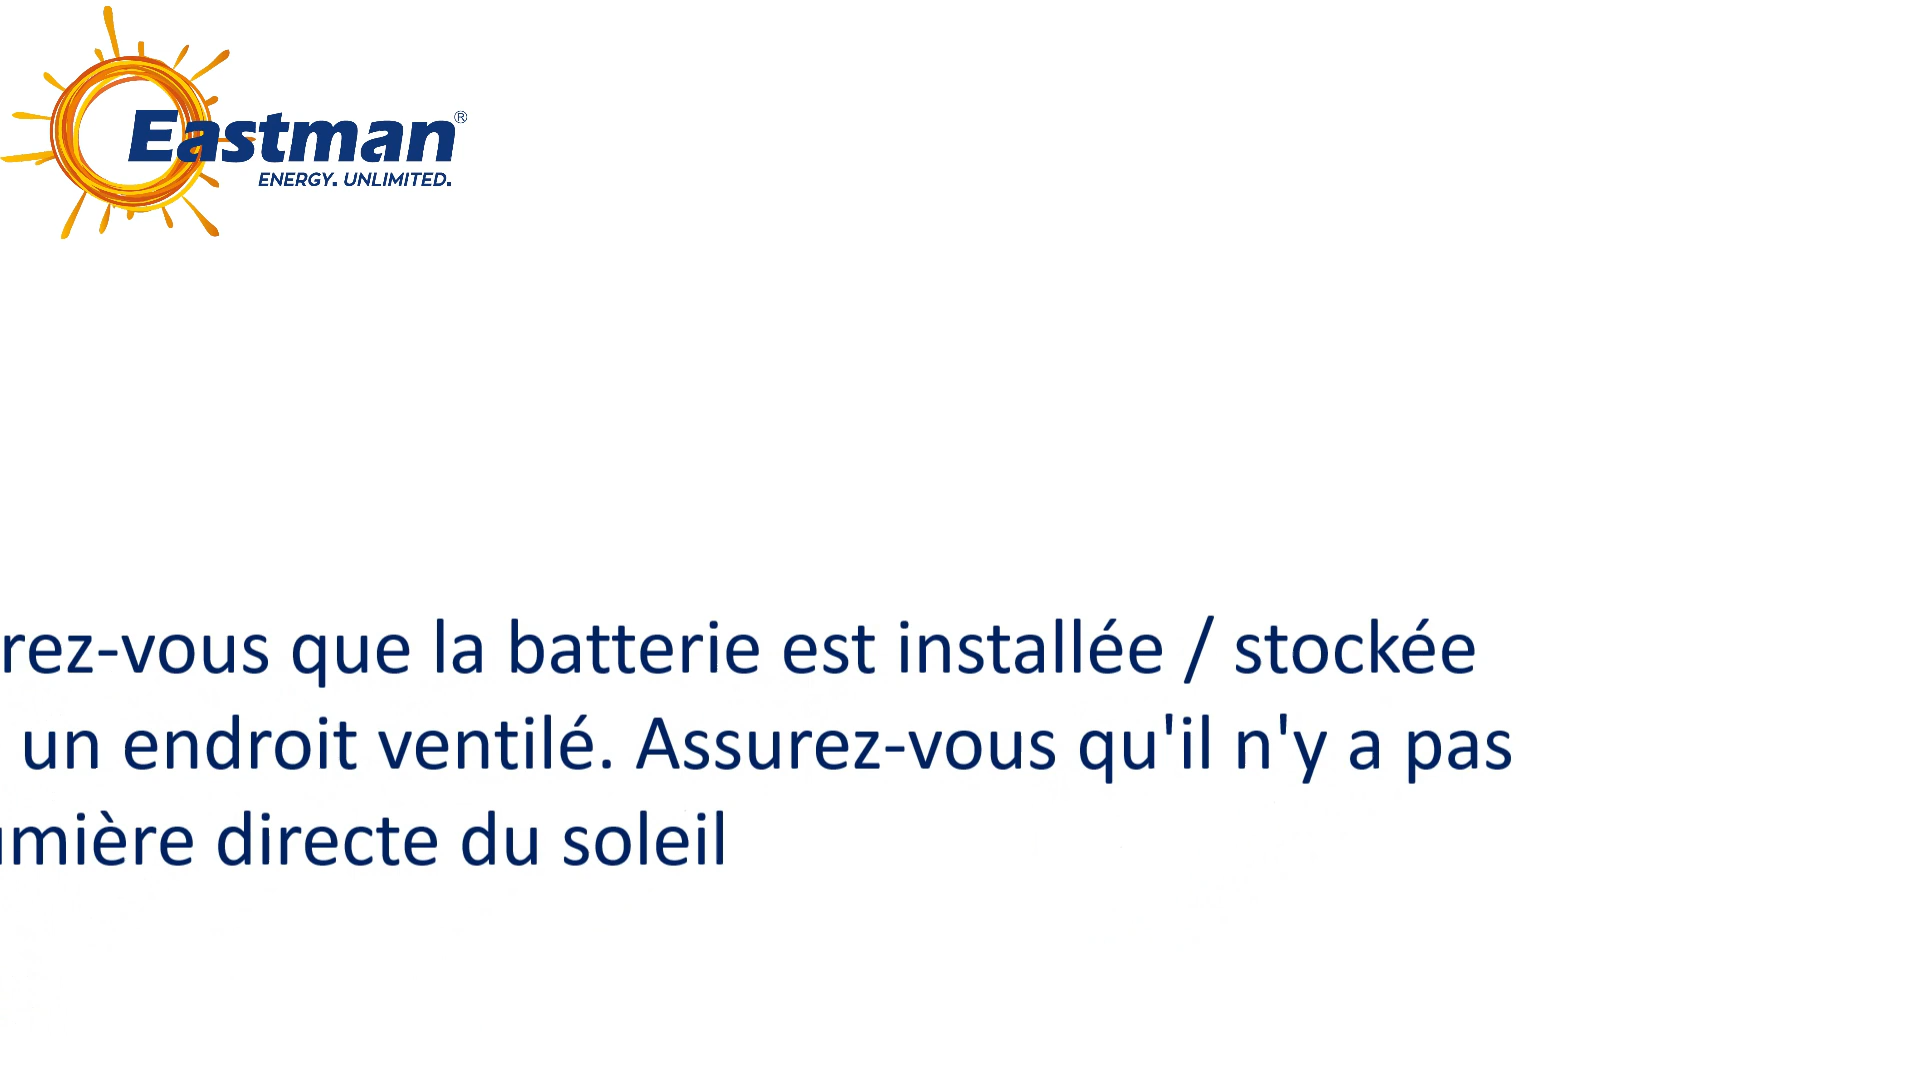 Eastman®
ENERGY. UNLIMITED.
rez-vous que la batterie est installée / stockée
un endroit ventilé. Assurez-vous qu'il n'y a pas
umière directe du soleil